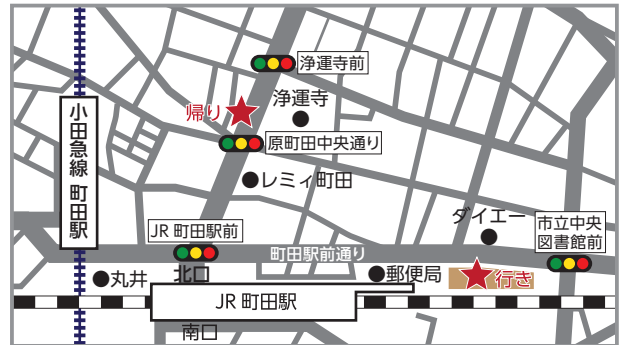 浄運寺前
浄運寺
帰り
原町田中央通り
レミィ町田
小田急線 町田駅
ダイエー
市立中央
図書館前
JR 町田駅前
町田駅前通り
丸井
北口
郵便局
行き
JR 町田駅
南口